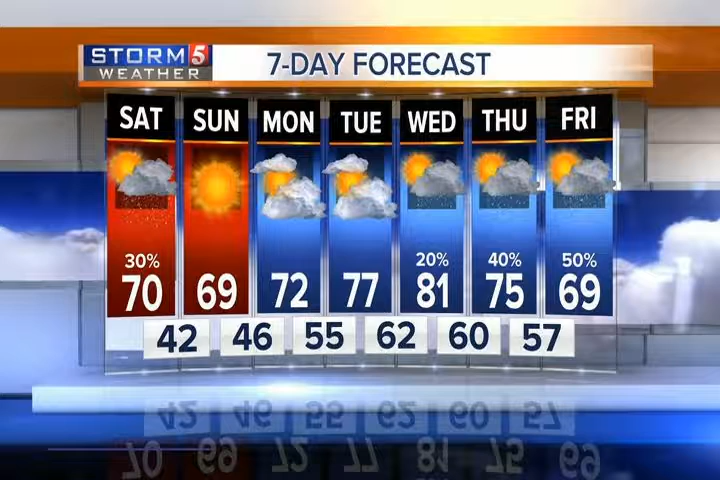 STORM 5
WEATHER
7-DAY FORECAST
SAT SUN MON TUE WED THU FRI
30% 20% 40% 50%
70 69 72 77 81 75 69
42 46 55 62 60 57